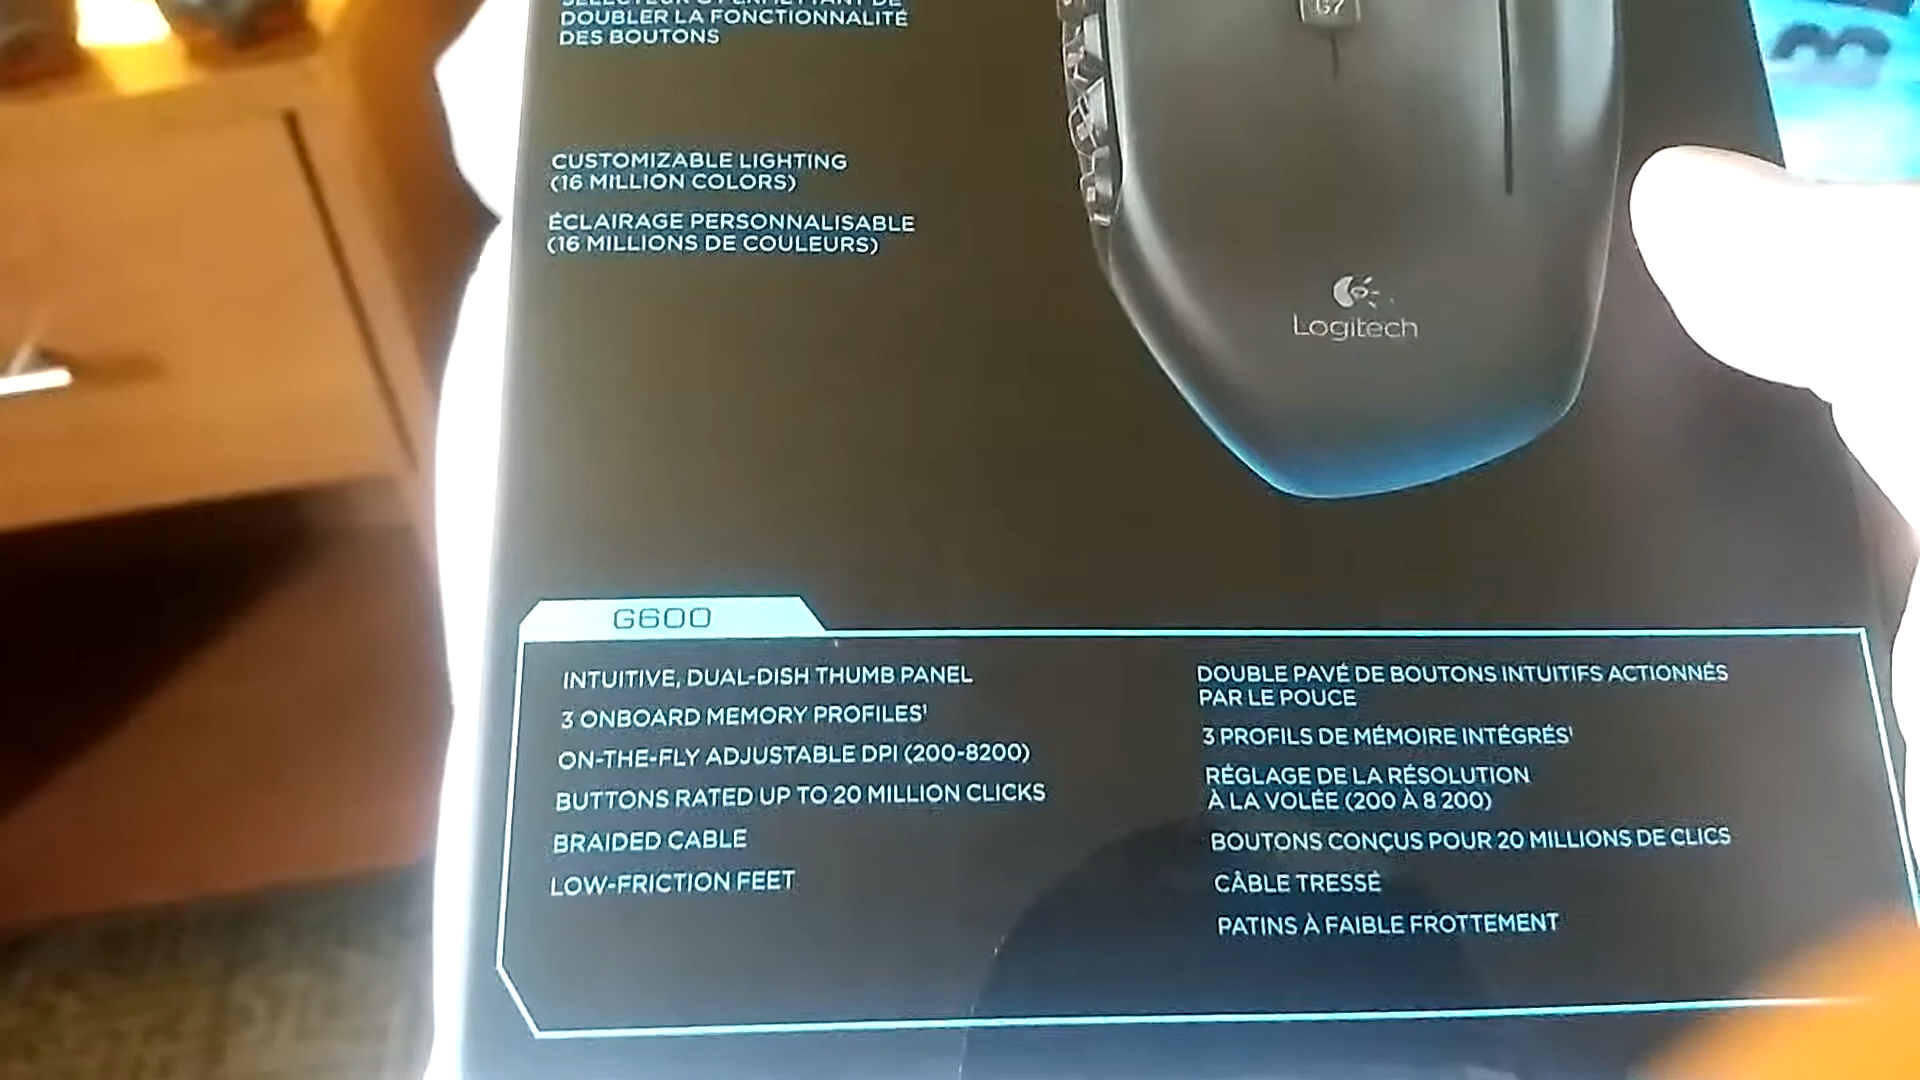 SÉLECTEUR G PERMETTANT DE
DOUBLER LA FONCTIONNALITÉ
DES BOUTONS
CUSTOMIZABLE LIGHTING
(16 MILLION COLORS)
ÉCLAIRAGE PERSONNALISABLE
(16 MILLIONS DE COULEURS)
G7
Logitech
G600
INTUITIVE, DUAL-DISH THUMB PANEL
3 ONBOARD MEMORY PROFILES¹
ON-THE-FLY ADJUSTABLE DPI (200-8200)
BUTTONS RATED UP TO 20 MILLION CLICKS
BRAIDED CABLE
LOW-FRICTION FEET
DOUBLE PAVÉ DE BOUTONS INTUITIFS ACTIONNÉS
PAR LE POUCE
3 PROFILS DE MÉMOIRE INTÉGRÉS¹
RÉGLAGE DE LA RÉSOLUTION
À LA VOLÉE (200 À 8 200)
BOUTONS CONÇUS POUR 20 MILLIONS DE CLICS
CÂBLE TRESSÉ
PATINS À FAIBLE FROTTEMENT